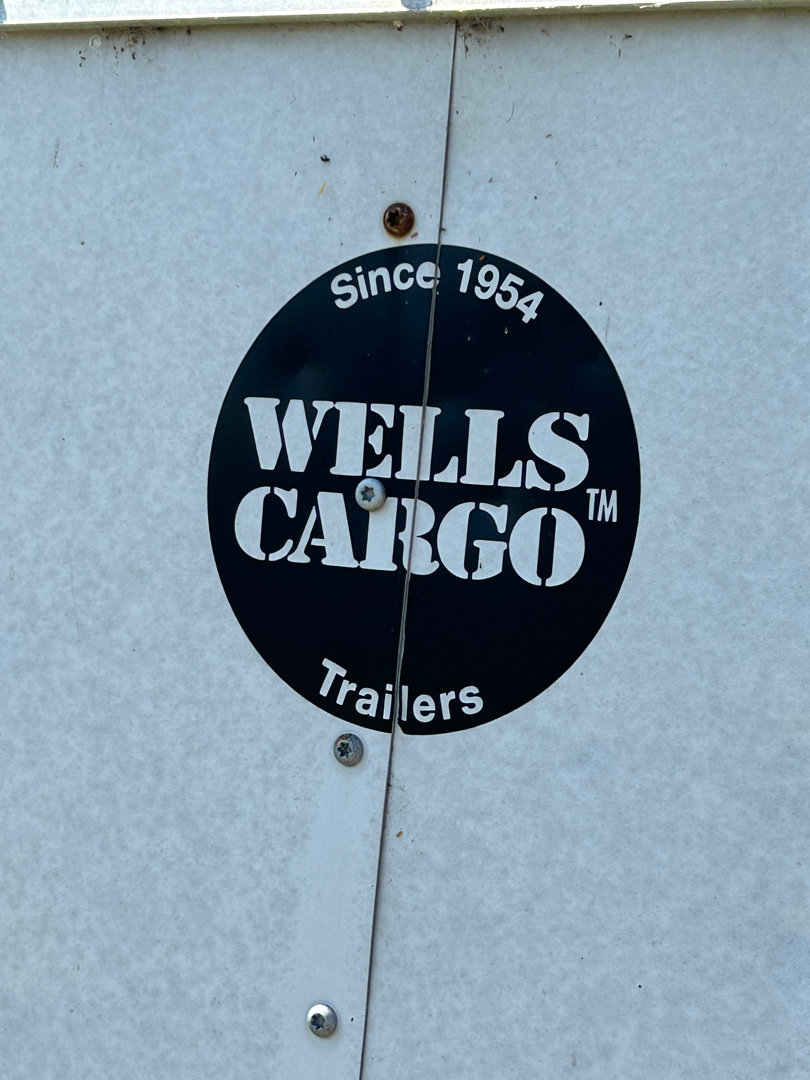 Since 1954
WELLS
CARGO™
Trailers